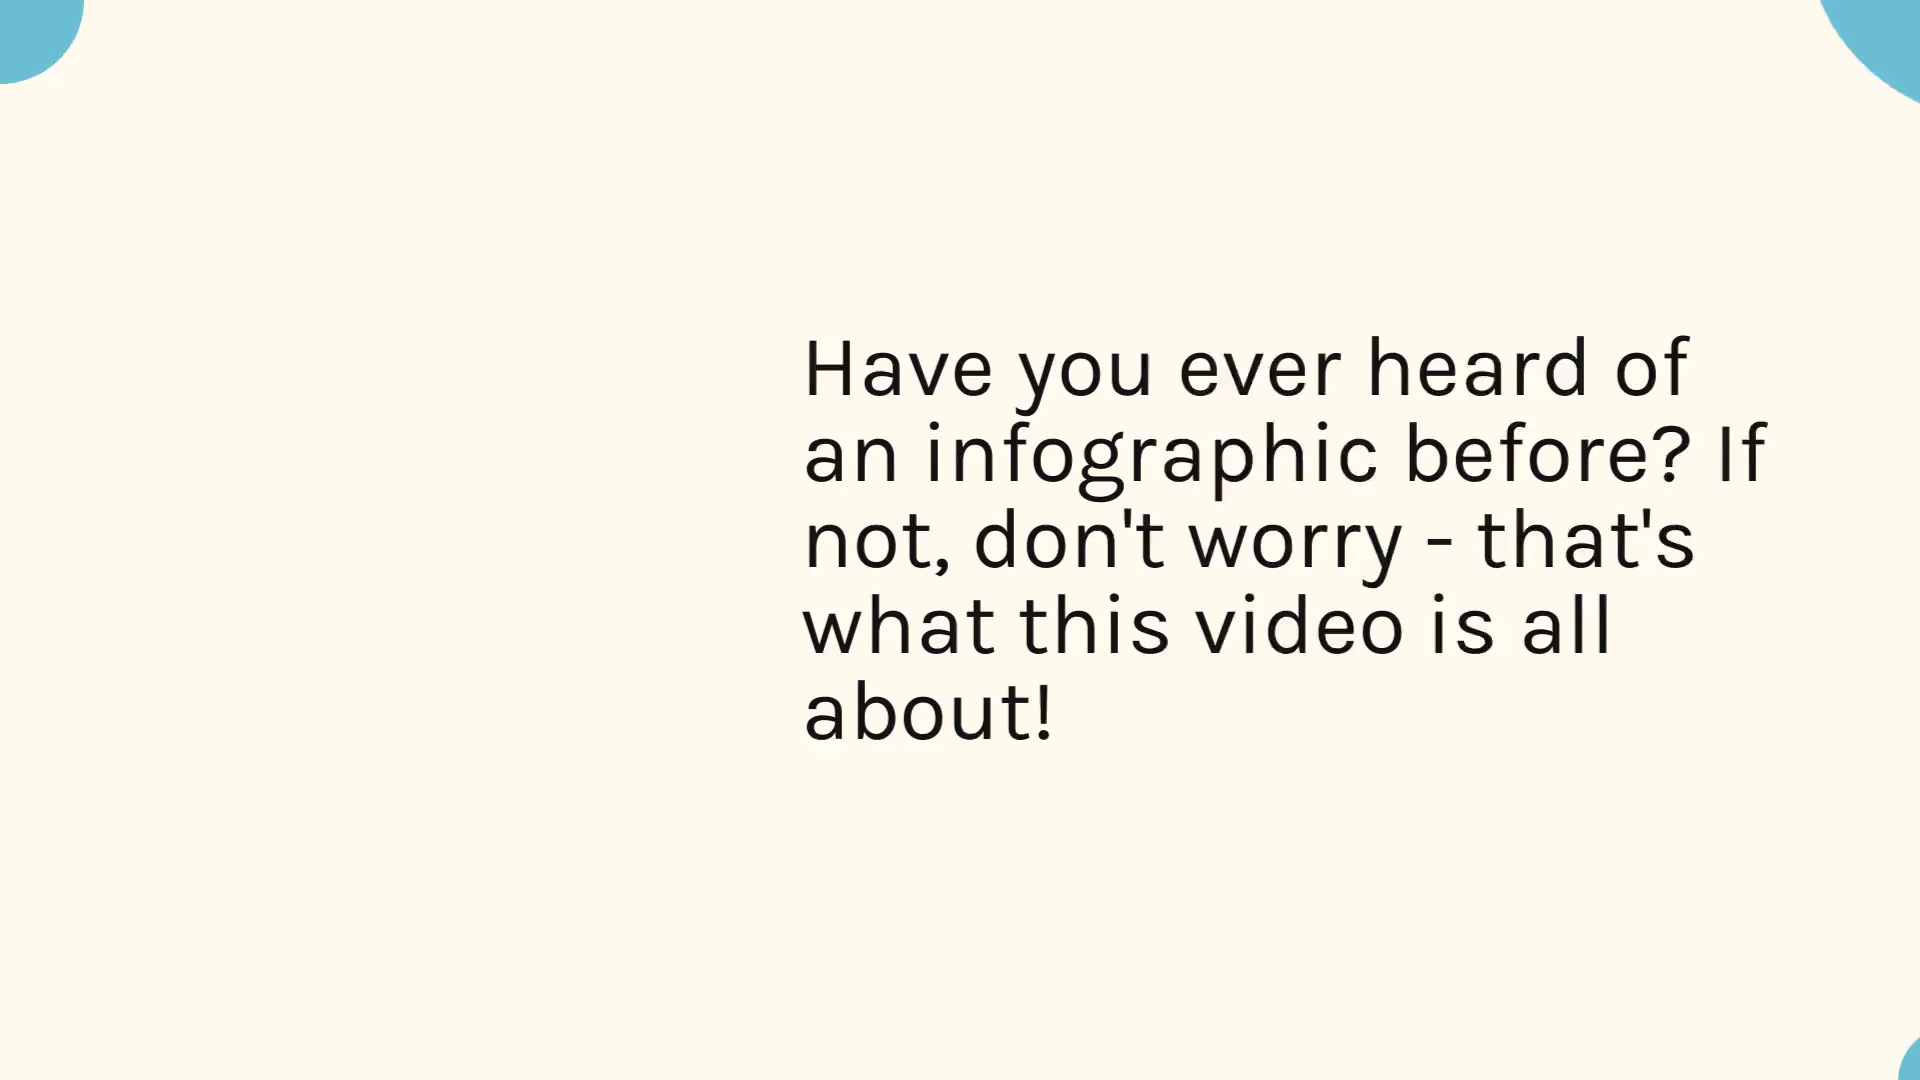 Have you ever heard of
an infographic before? If
not, don't worry - that's
what this video is all
about!